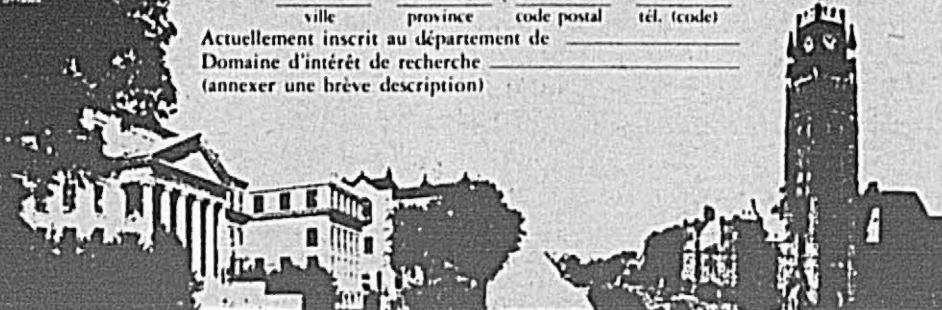 ville province code postal tél. (code)
Actuellement inscrit au département de
Domaine d'intérêt de recherche
(annexer une brève description)